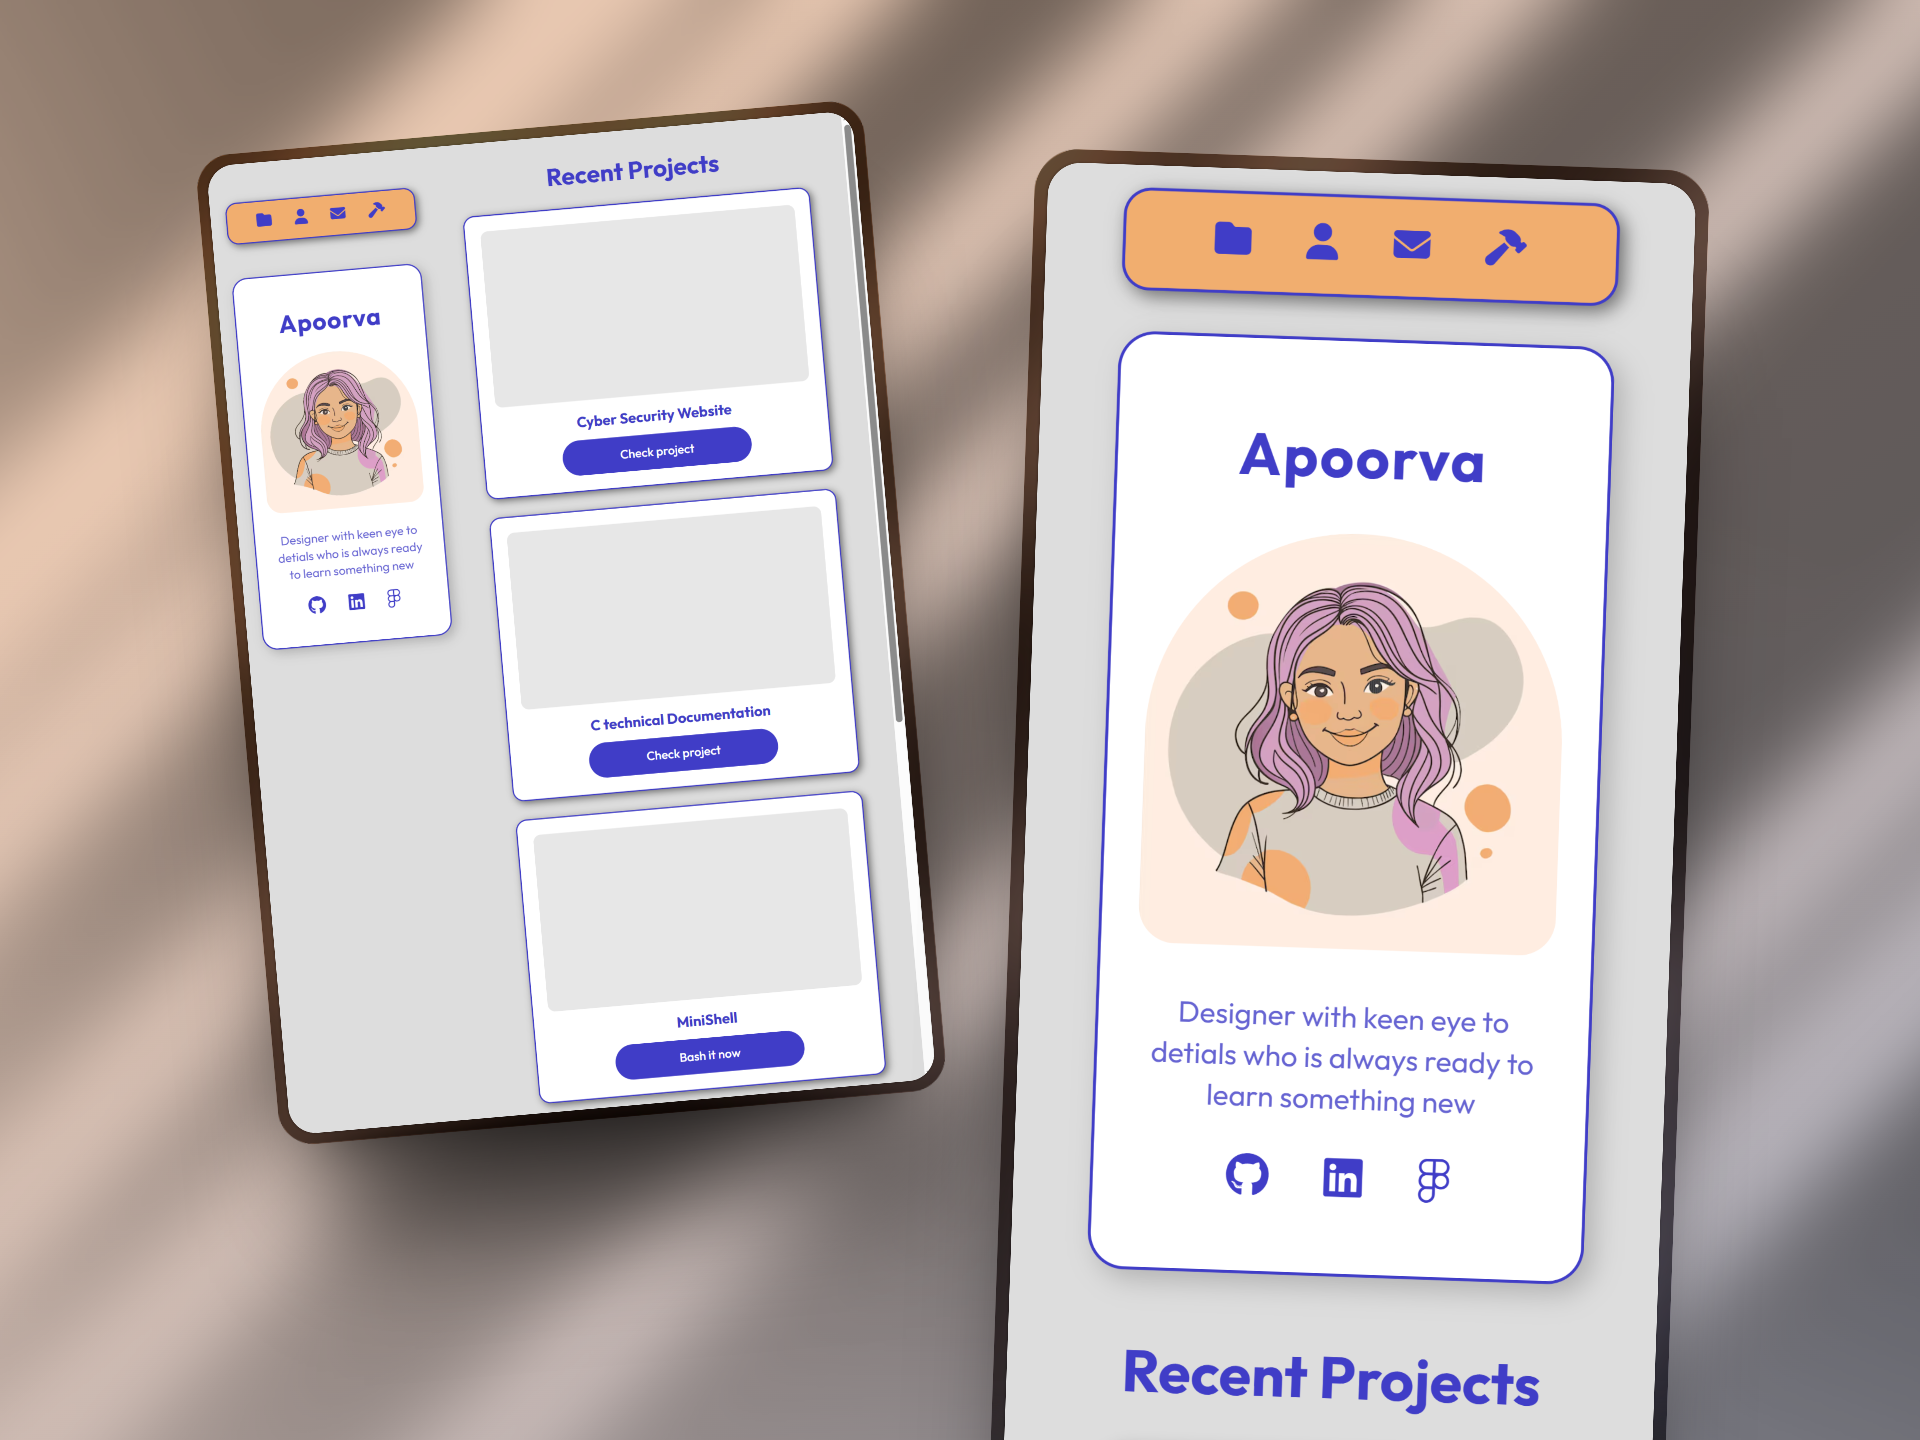 Recent Projects
Apoorva
Designer with keen eye to
detials who is always ready
to learn something new
in
Cyber Security Website
Check project
C technical Documentation
Check project
MiniShell
Bash it now
Apoorva
Designer with keen eye to
detials who is always ready to
learn something new
in
Recent Projects